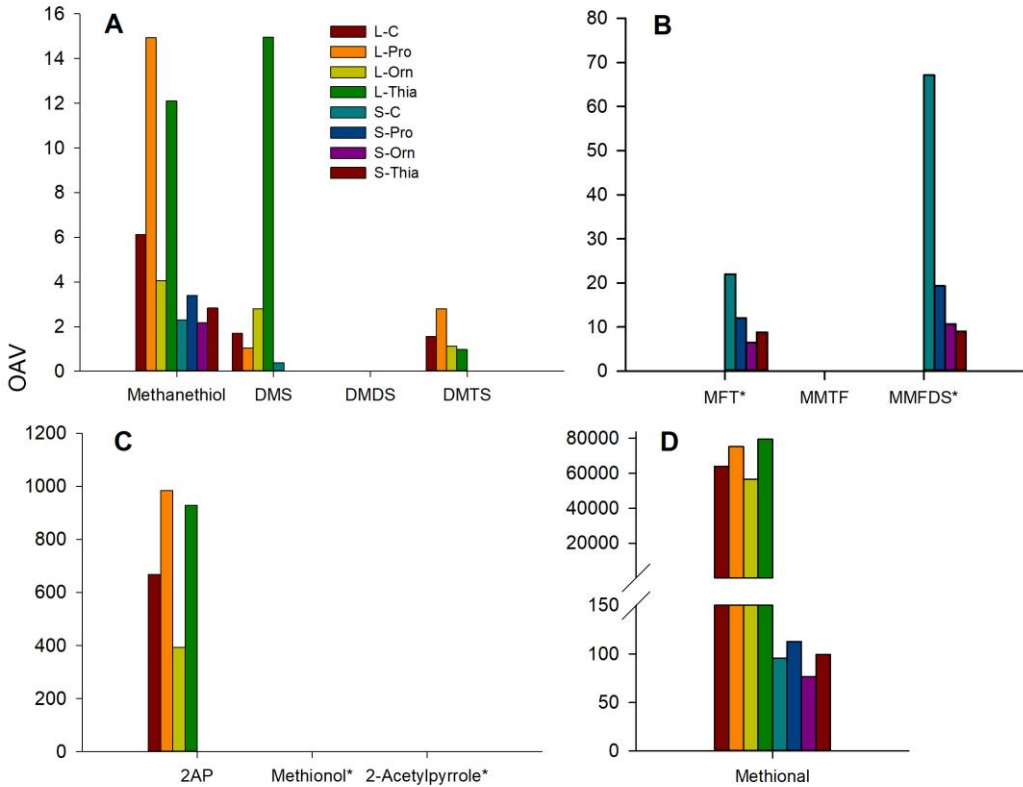 A
16
14
12
10
8
6
4
2
0
L-C
L-Pro
L-Orn
L-Thia
S-C
S-Pro
S-Orn
S-Thia
Methanethiol DMS DMDS DMTS
OAV
B
80
70
60
50
40
30
20
10
0
MFT* MMTF MMFDS*
C
1200
1000
800
600
400
200
0
2AP Methionol* 2-Acetylpyrrole*
D
80000
60000
40000
20000
150
100
50
0
Methional